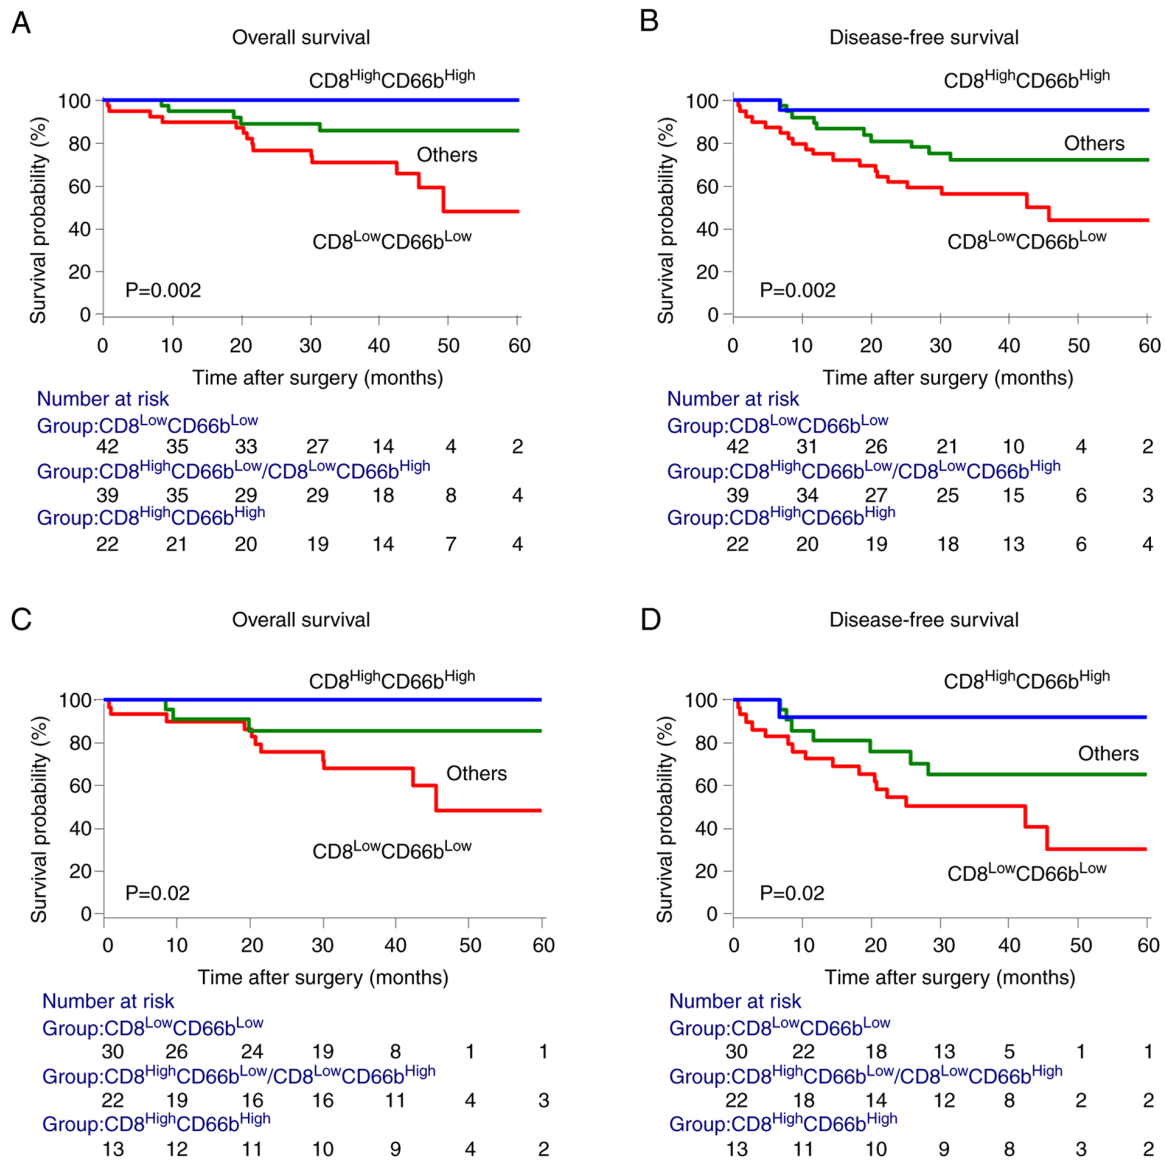 A
Overall survival
CD8HighCD66bHigh
100
80
60
40
20
0
Survival probability (%)
Others
CD8LowCD66bLow
P=0.002
0 10 20 30 40 50 60
Time after surgery (months)
Number at risk
Group:CD8LowCD66bLow
42 35 33 27 14 4 2
Group:CD8HighCD66bLow/CD8LowCD66bHigh
39 35 29 29 18 8 4
Group:CD8HighCD66bHigh
22 21 20 19 14 7 4
B
Disease-free survival
CD8HighCD66bHigh
100
80
60
40
20
0
Survival probability (%)
Others
CD8LowCD66bLow
P=0.002
0 10 20 30 40 50 60
Time after surgery (months)
Number at risk
Group:CD8LowCD66bLow
42 31 26 21 10 4 2
Group:CD8HighCD66bLow/CD8LowCD66bHigh
39 34 27 25 15 6 3
Group:CD8HighCD66bHigh
22 20 19 18 13 6 4
C
Overall survival
CD8HighCD66bHigh
100
80
60
40
20
0
Survival probability (%)
Others
CD8LowCD66bLow
P=0.02
0 10 20 30 40 50 60
Time after surgery (months)
Number at risk
Group:CD8LowCD66bLow
30 26 24 19 8 1 1
Group:CD8HighCD66bLow/CD8LowCD66bHigh
22 19 16 16 11 4 3
Group:CD8HighCD66bHigh
13 12 11 10 9 4 2
D
Disease-free survival
CD8HighCD66bHigh
100
80
60
40
20
0
Survival probability (%)
Others
CD8LowCD66bLow
P=0.02
0 10 20 30 40 50 60
Time after surgery (months)
Number at risk
Group:CD8LowCD66bLow
30 22 18 13 5 1 1
Group:CD8HighCD66bLow/CD8LowCD66bHigh
22 18 14 12 8 2 2
Group:CD8HighCD66bHigh
13 11 10 9 8 3 2